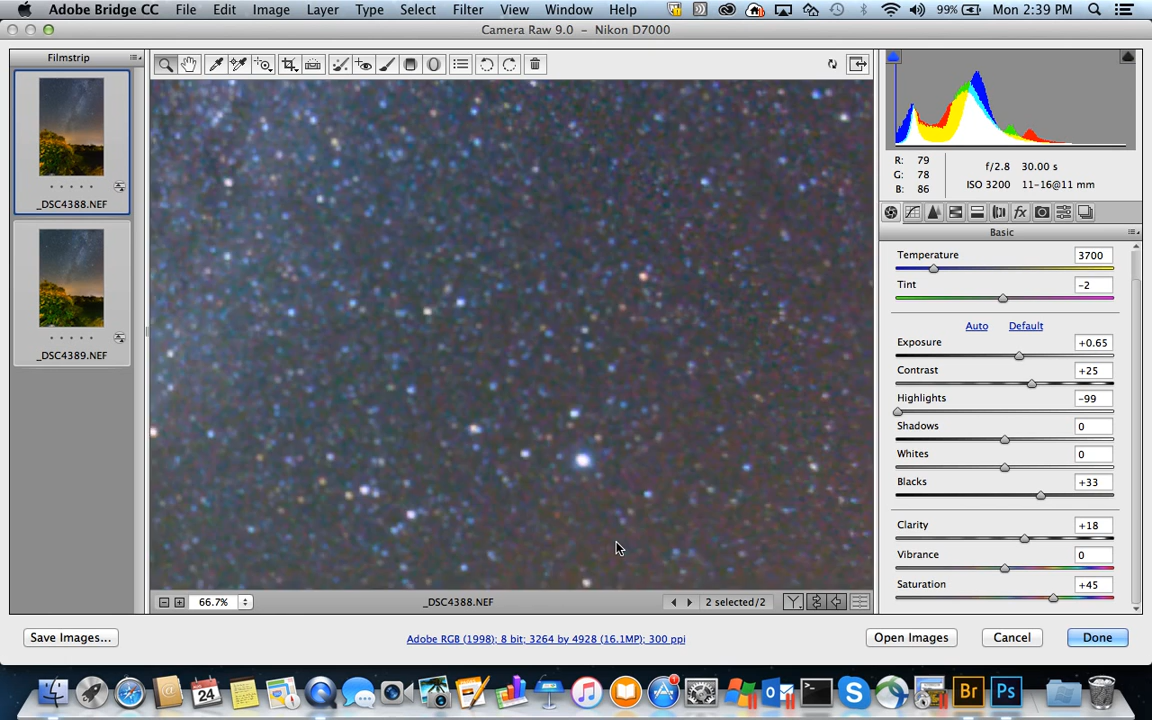 Adobe Bridge CC File Edit Image Layer Type Select Filter View Window Help 99% Mon 2:39 PM
Camera Raw 9.0 - Nikon D7000
Filmstrip
_DSC4388.NEF
_DSC4389.NEF
R: 79
G: 78
B: 86
f/2.8 30.00 s
ISO 3200 11-16@11 mm
fx
Basic
Temperature 3700
Tint -2
Auto Default
Exposure +0.65
Contrast +25
Highlights -99
Shadows 0
Whites 0
Blacks +33
Clarity +18
Vibrance 0
Saturation +45
66.7% _DSC4388.NEF 2 selected/2 Y
Save Images... Adobe RGB (1998); 8 bit; 3264 by 4928 (16.1MP); 300 ppi Open Images Cancel Done
24 1 Br Ps